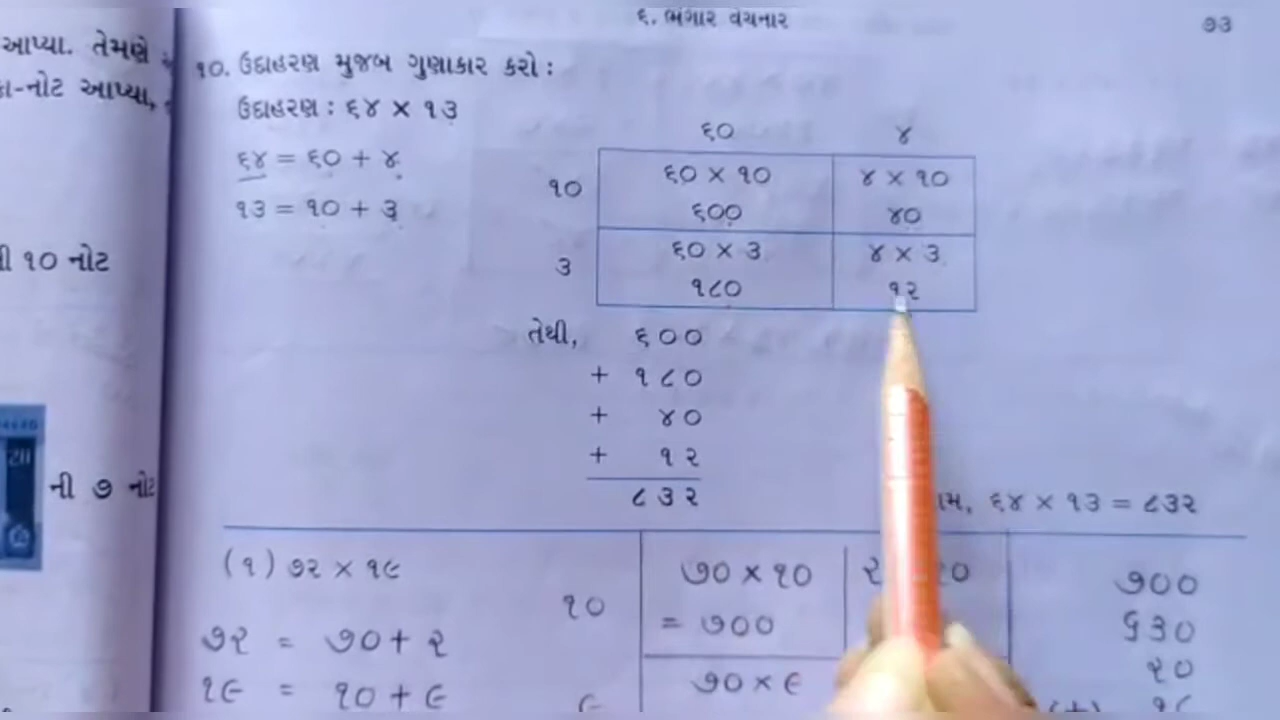 ૬. ભંગાર વેચનાર
૭૩
આપ્યા. તેમણે
નોટ આપ્યા,
૧૦. ઉદાહરણ મુજબ ગુણાકાર કરો :
ઉદાહરણ : ૬૪ × ૧૩
૬૪ = ૬૦ + ૪
૧૩ = ૧૦ + ૩
૬૦ ૪
૧૦ ૬૦ × ૧૦ ૪ × ૧૦
૬૦૦ ૪૦
૩ ૬૦ × ૩ ૪ × ૩
૧૮૦ ૧૨
ની ૧૦ નોટ
તેથી, ૬૦૦
+ ૧૮૦
+ ૪૦
+ ૧૨
૮૩૨
ની ૭ નોટ
૬૪ × ૧૩ = ૮૩૨
(૧) ૭૨ × ૧૯
૭૨ = ૭૦ + ૨
૧૯ = ૧૦ + ૯
૧૦ ૭૦ × ૧૦
= ૭૦૦
૯ ૭૦ × ૯
૭૦૦
૬૩૦
૨૦
(+) ૧૮